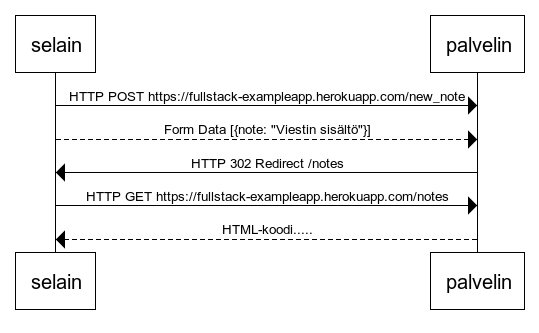 selain
palvelin
HTTP POST https://fullstack-exampleapp.herokuapp.com/new_note
Form Data [{note: "Viestin sisältö"}]
HTTP 302 Redirect /notes
HTTP GET https://fullstack-exampleapp.herokuapp.com/notes
HTML-koodi.....
selain
palvelin